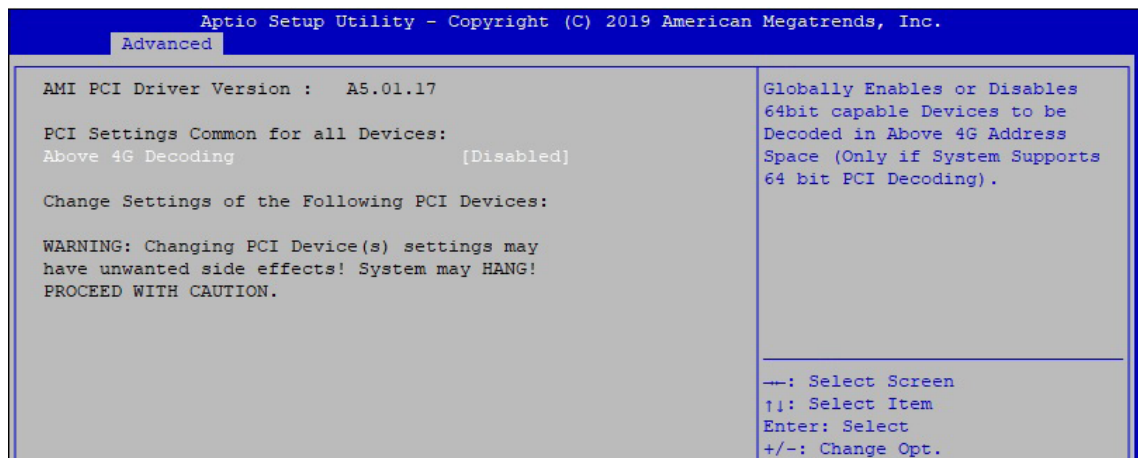 Aptio Setup Utility - Copyright (C) 2019 American Megatrends, Inc.
Advanced
AMI PCI Driver Version : A5.01.17
PCI Settings Common for all Devices:
Above 4G Decoding [Disabled]
Change Settings of the Following PCI Devices:
WARNING: Changing PCI Device(s) settings may
have unwanted side effects! System may HANG!
PROCEED WITH CAUTION.
Globally Enables or Disables
64bit capable Devices to be
Decoded in Above 4G Address
Space (Only if System Supports
64 bit PCI Decoding).
→←: Select Screen
↑↓: Select Item
Enter: Select
+/-: Change Opt.